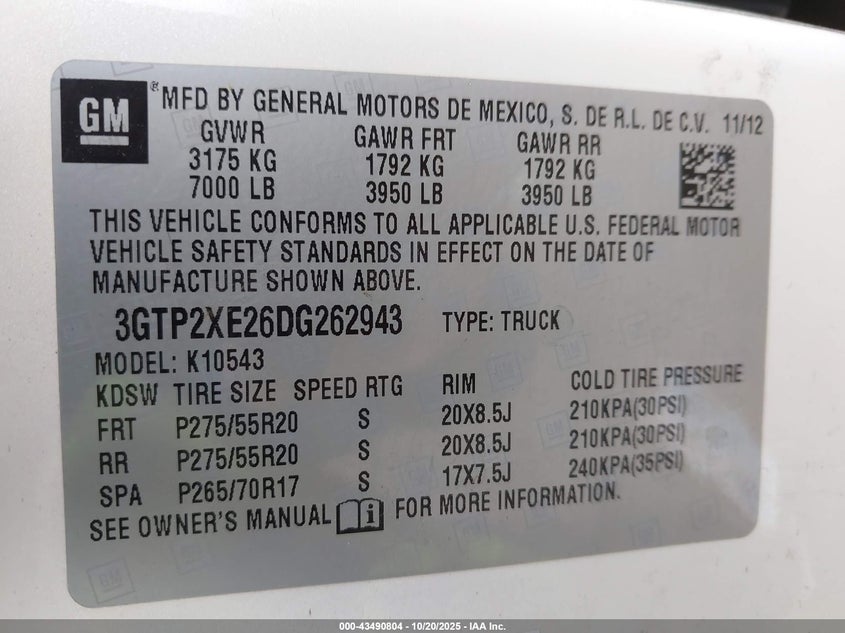 GM
® MFD BY GENERAL MOTORS DE MEXICO, S. DE R.L. DE C.V. 11/12
GVWR GAWR FRT GAWR RR
3175 KG 1792 KG 1792 KG
7000 LB 3950 LB 3950 LB
THIS VEHICLE CONFORMS TO ALL APPLICABLE U.S. FEDERAL MOTOR
VEHICLE SAFETY STANDARDS IN EFFECT ON THE DATE OF
MANUFACTURE SHOWN ABOVE.
3GTP2XE26DG262943 TYPE: TRUCK
MODEL: K10543
KDSW TIRE SIZE SPEED RTG RIM COLD TIRE PRESSURE
FRT P275/55R20 S 20X8.5J 210KPA(30PSI)
RR P275/55R20 S 20X8.5J 210KPA(30PSI)
SPA P265/70R17 S 17X7.5J 240KPA(35PSI)
SEE OWNER'S MANUAL i FOR MORE INFORMATION.
000-43490804 | 10/20/2025 - IAA Inc.